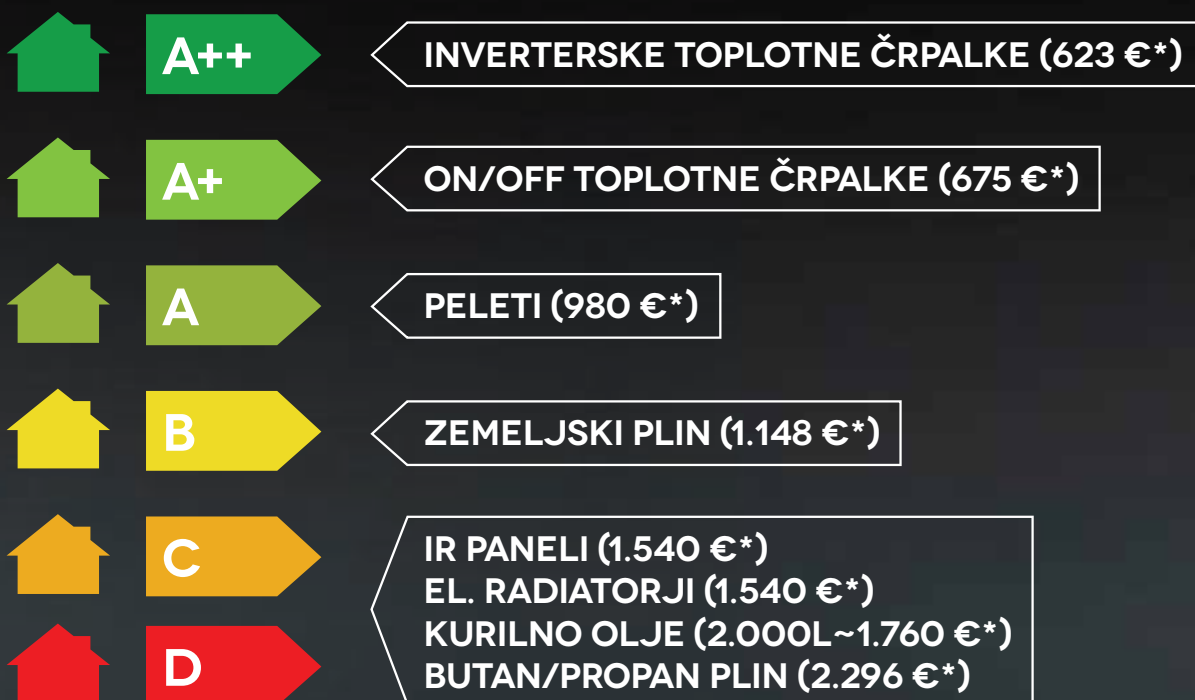 A++ INVERTERSKE TOPLOTNE ČRPALKE (623 €*)
A+ ON/OFF TOPLOTNE ČRPALKE (675 €*)
A PELETI (980 €*)
B ZEMELJSKI PLIN (1.148 €*)
C
IR PANELI (1.540 €*)
EL. RADIATORJI (1.540 €*)
D
KURILNO OLJE (2.000L~1.760 €*)
BUTAN/PROPAN PLIN (2.296 €*)